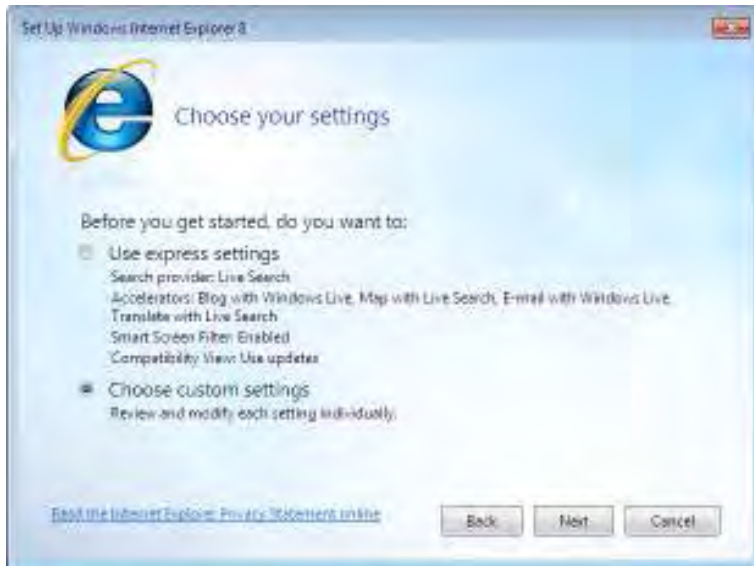 Set Up Windows Internet Explorer 8
Choose your settings
Before you get started, do you want to:
Use express settings
Search provider: Live Search
Accelerators: Blog with Windows Live, Map with Live Search, E-mail with Windows Live,
Translate with Live Search
Smart Screen Filter: Enabled
Compatibility View: Use updates
Choose custom settings
Review and modify each setting individually.
Read the Internet Explorer Privacy Statement online
Back
Next
Cancel